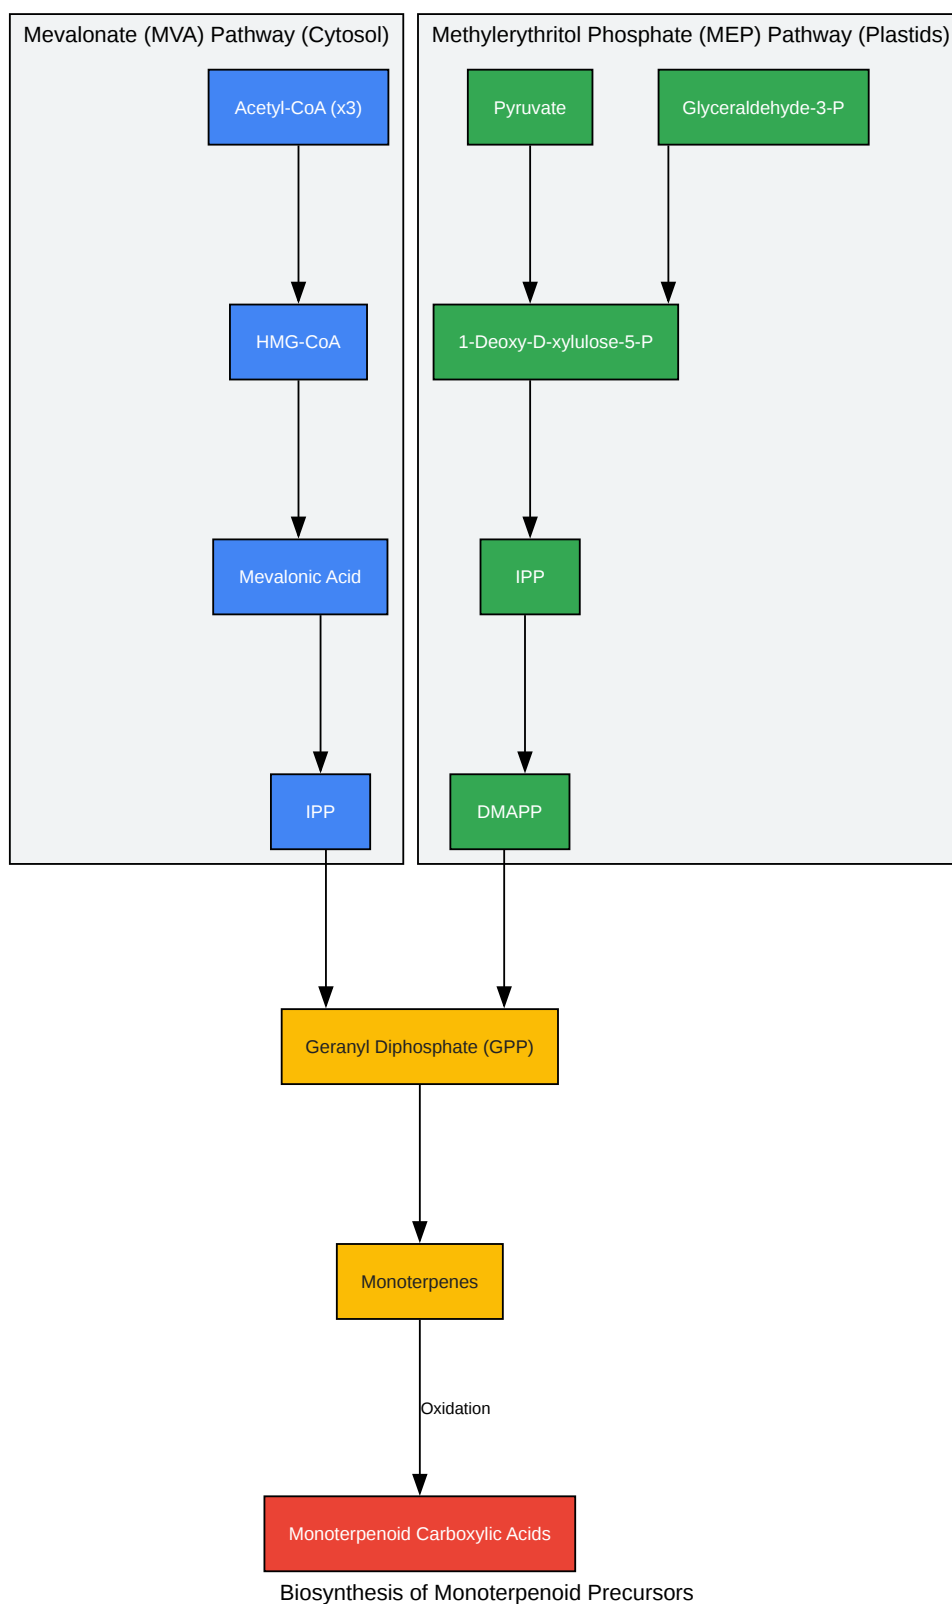 Mevalonate (MVA) Pathway (Cytosol)
Methylerythritol Phosphate (MEP) Pathway (Plastids)
Acetyl-CoA (x3)
Pyruvate
Glyceraldehyde-3-P
HMG-CoA
1-Deoxy-D-xylulose-5-P
Mevalonic Acid
IPP
IPP
DMAPP
Geranyl Diphosphate (GPP)
Monoterpenes
Oxidation
Monoterpenoid Carboxylic Acids
Biosynthesis of Monoterpenoid Precursors